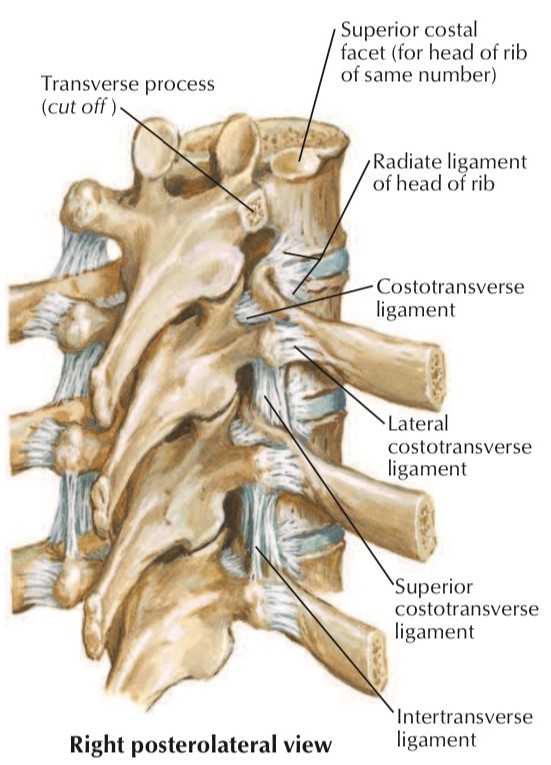 Superior costal
facet (for head of rib
of same number)
Transverse process
(cut off)
Radiate ligament
of head of rib
Costotransverse
ligament
Lateral
costotransverse
ligament
Superior
costotransverse
ligament
Intertransverse
ligament
Right posterolateral view